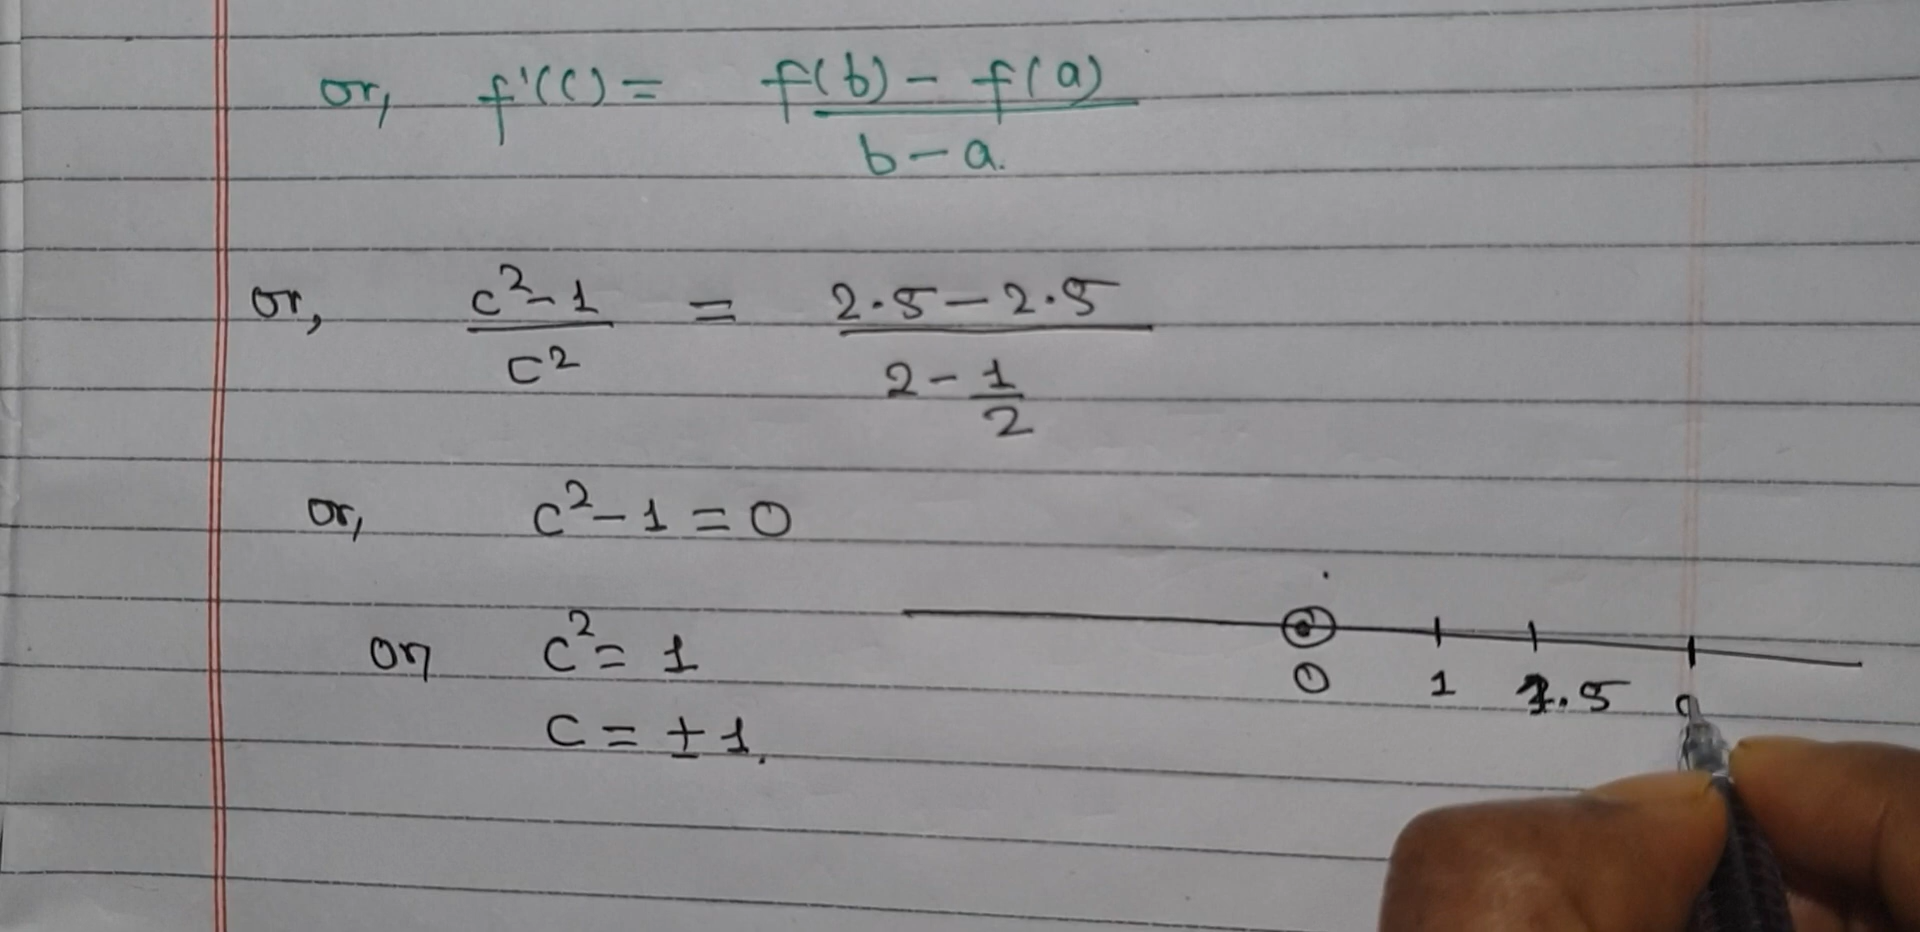 or, f'(c) = f(b) - f(a)
b - a.
or, c²-1 = 2.5 - 2.5
c² 2 - 1
2
or, c² - 1 = 0
or c² = 1
0 1 1.5
c = ± 1.